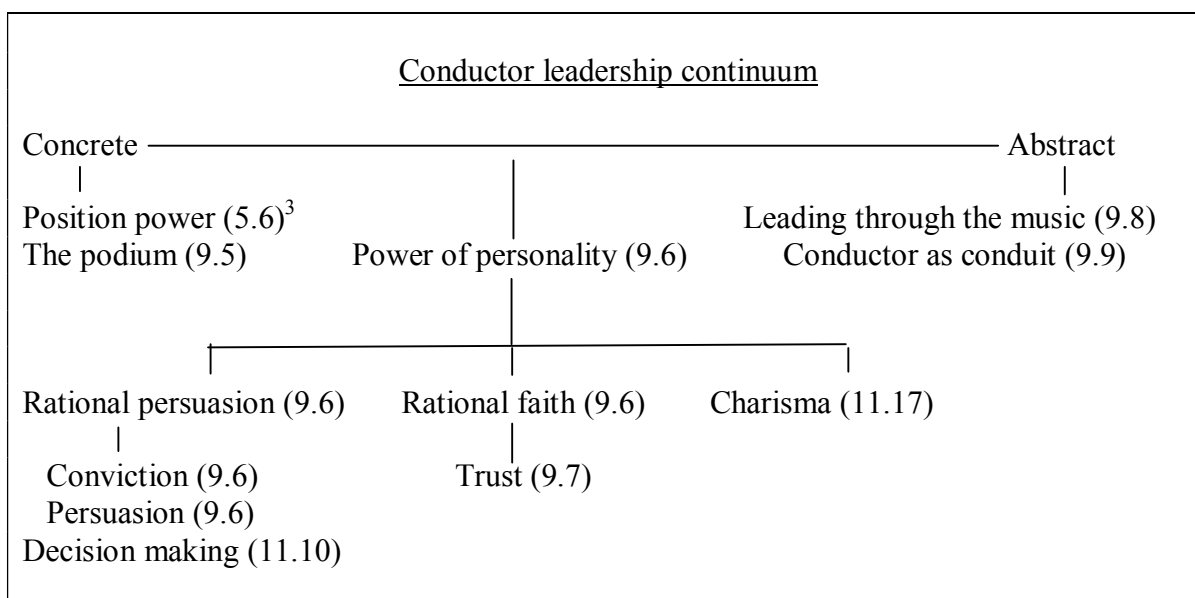 Conductor leadership continuum
Concrete Abstract
Position power (5.6)³ Leading through the music (9.8)
The podium (9.5) Power of personality (9.6) Conductor as conduit (9.9)
Rational persuasion (9.6) Rational faith (9.6) Charisma (11.17)
Conviction (9.6) Trust (9.7)
Persuasion (9.6)
Decision making (11.10)